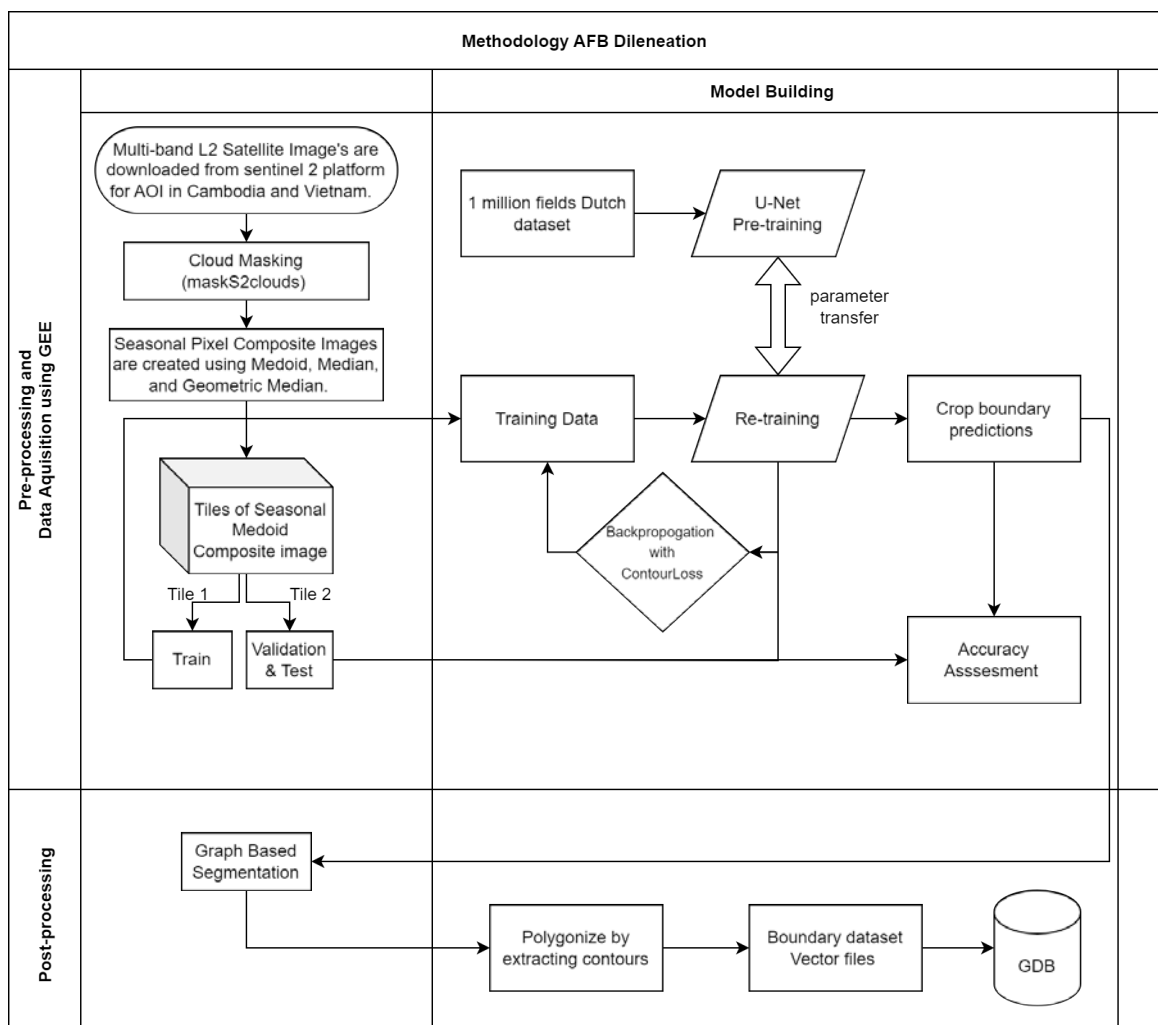 Methodology AFB Dileneation
Model Building
Pre-processing and
Data Aquisition using GEE
Multi-band L2 Satellite Image's are
downloaded from sentinel 2 platform
for AOI in Cambodia and Vietnam.
Cloud Masking
(maskS2clouds)
Seasonal Pixel Composite Images
are created using Medoid, Median,
and Geometric Median.
Tiles of Seasonal
Medoid
Composite image
Tile 1
Tile 2
Train
Validation
& Test
1 million fields Dutch
dataset
U-Net
Pre-training
parameter
transfer
Training Data
Re-training
Crop boundary
predictions
Backpropogation
with
ContourLoss
Accuracy
Asssesment
Post-processing
Graph Based
Segmentation
Polygonize by
extracting contours
Boundary dataset
Vector files
GDB